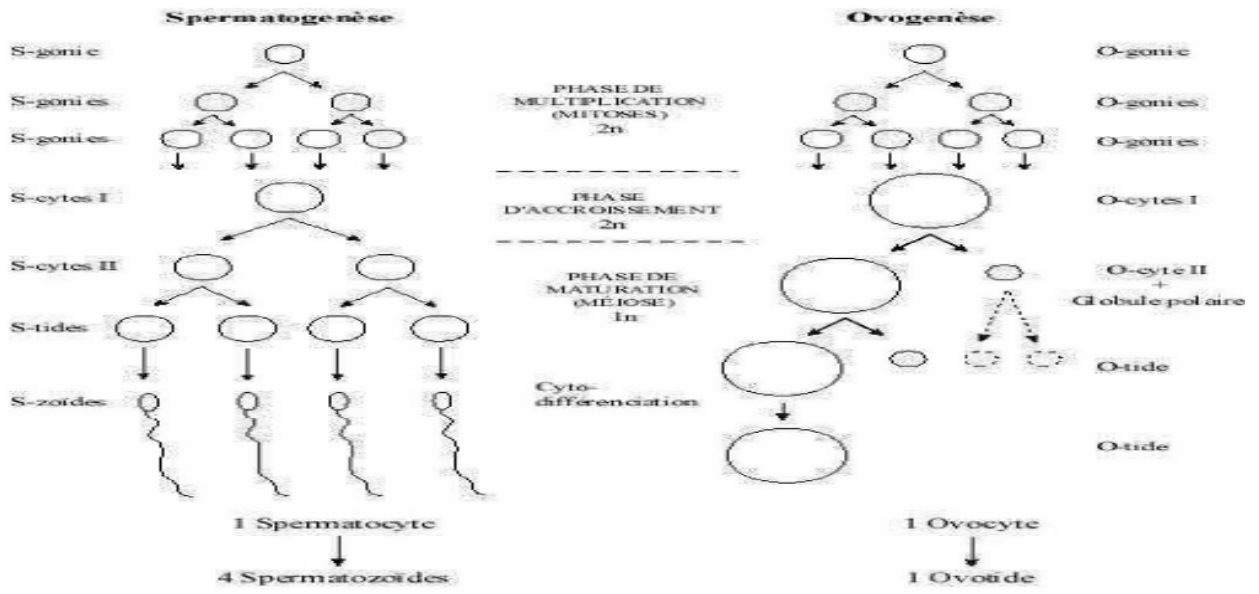 Spermatogenèse
Ovogenèse
S-gonie
O-gonie
S-gonies
PHASE DE
MULTIPLICATION
(MITOSES)
2n
O-gonies
S-gonies
O-gonies
S-cytes I
PHASE
D'ACCROISSEMENT
2n
O-cytes I
S-cytes II
PHASE DE
MATURATION
(MÉIOSE)
1n
O-cyte II
+
Globule polaire
S-tides
O-tide
S-zoïdes
Cyto-
différenciation
O-tide
1 Spermatocyte
4 Spermatozoïdes
1 Ovocyte
1 Ovotide